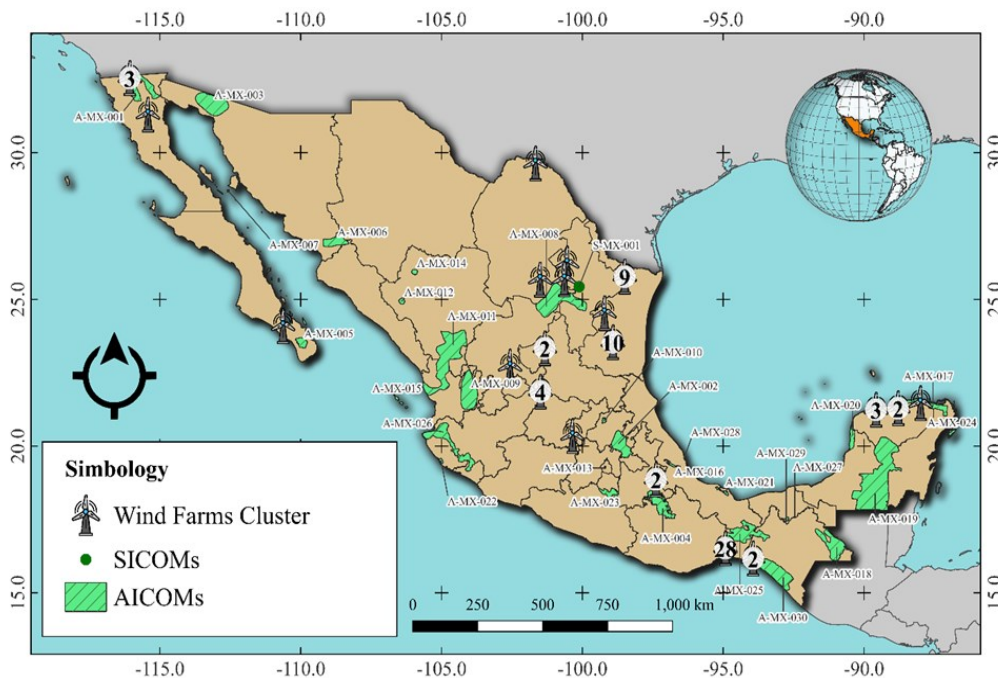 -115.0 -110.0 -105.0 -100.0 -95.0 -90.0
3
A-MX-001
A-MX-003
30.0
30.0
A-MX-007
A-MX-006
A-MX-008
S-MX-001
A-MX-014
9
25.0
25.0
A-MX-012
A-MX-011
A-MX-005
10
2
A-MX-010
A-MX-015
A-MX-009
4
A-MX-002
A-MX-017
A-MX-020
3
2
A-MX-026
A-MX-024
A-MX-028
20.0
20.0
A-MX-029
A-MX-013
A-MX-016
A-MX-027
2
A-MX-021
A-MX-022
A-MX-023
A-MX-019
A-MX-004
28
2
A-MX-018
A-MX-025
A-MX-030
15.0
15.0
Simbology
Wind Farms Cluster
SICOMs
AICOMs
0 250 500 750 1,000 km
-115.0 -110.0 -105.0 -100.0 -95.0 -90.0